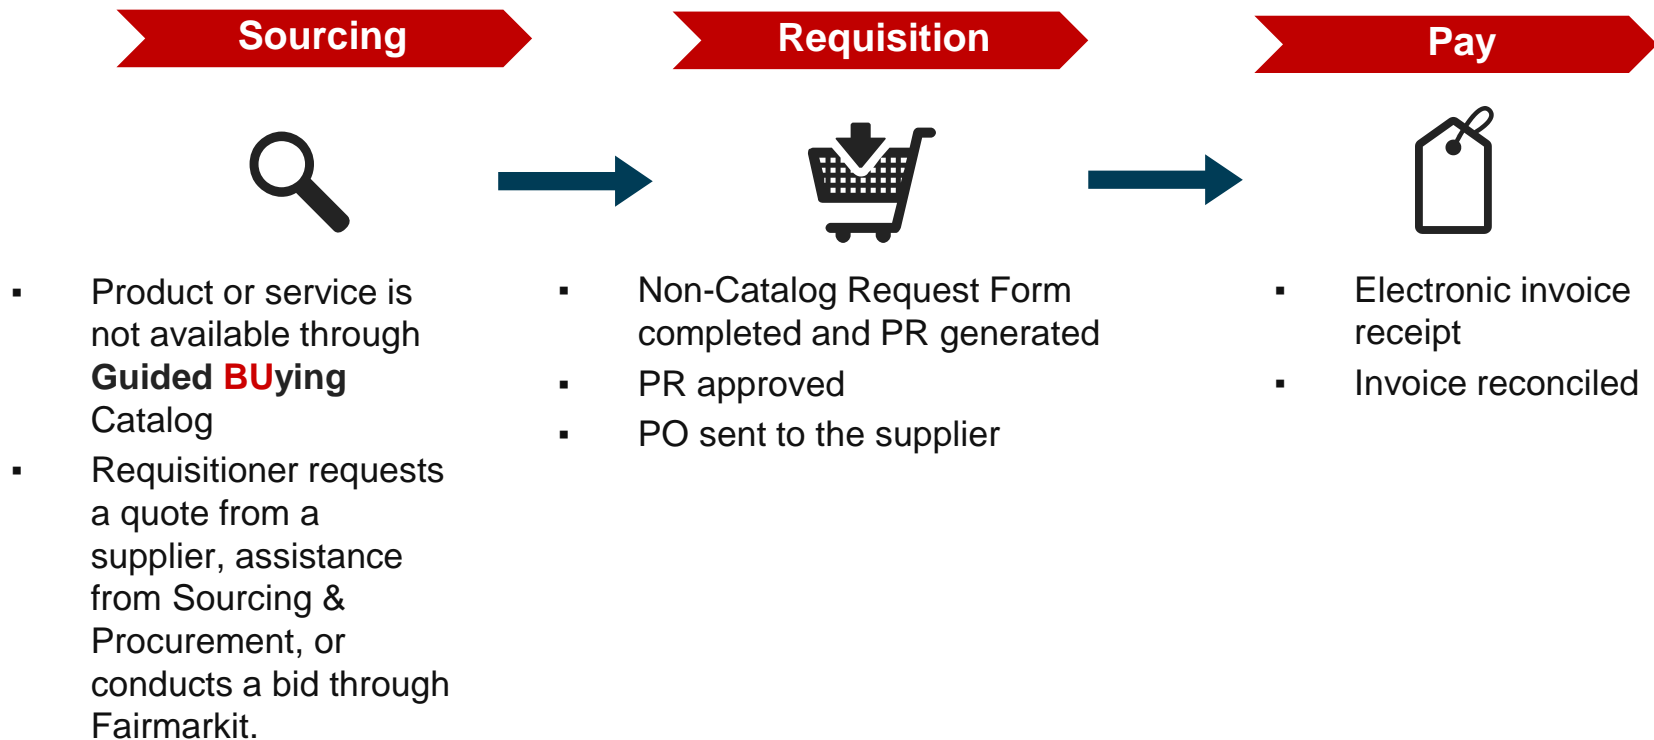 Sourcing
Requisition
Pay
▪ Product or service is
not available through
Guided BUying
Catalog
▪ Requisitioner requests
a quote from a
supplier, assistance
from Sourcing &
Procurement, or
conducts a bid through
Fairmarkit.
▪ Non-Catalog Request Form
completed and PR generated
▪ PR approved
▪ PO sent to the supplier
▪ Electronic invoice
receipt
▪ Invoice reconciled